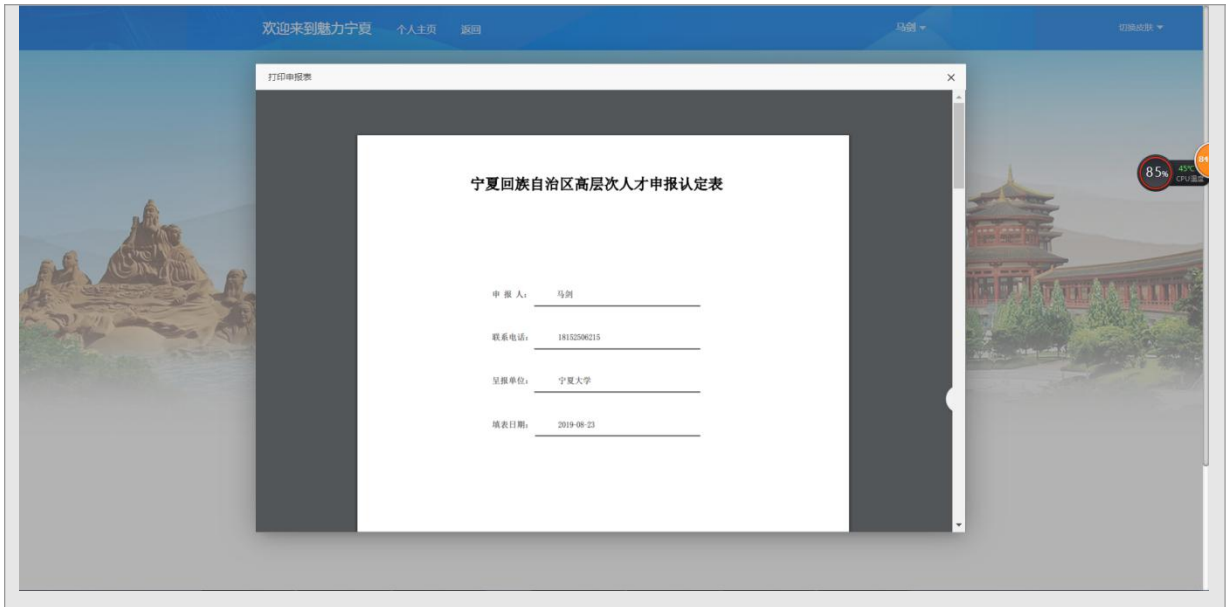 欢迎来到魅力宁夏 个人主页 返回 马剑 切换皮肤
打印申报表
宁夏回族自治区高层次人才申报认定表
申 报 人： 马剑
联系电话： 18152506215
呈报单位： 宁夏大学
填表日期： 2019-08-23
85% 45℃
CPU温度